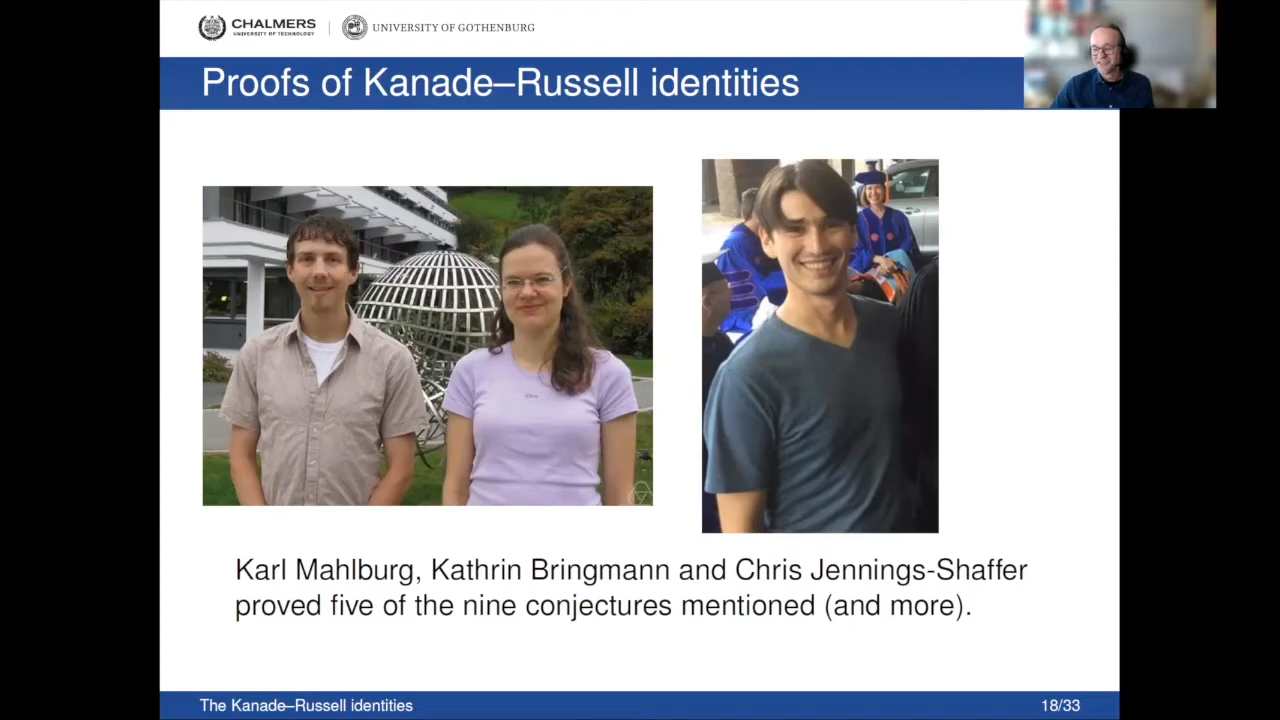 CHALMERS
UNIVERSITY OF TECHNOLOGY
UNIVERSITY OF GOTHENBURG
Proofs of Kanade–Russell identities
Karl Mahlburg, Kathrin Bringmann and Chris Jennings-Shaffer
proved five of the nine conjectures mentioned (and more).
The Kanade–Russell identities
18/33